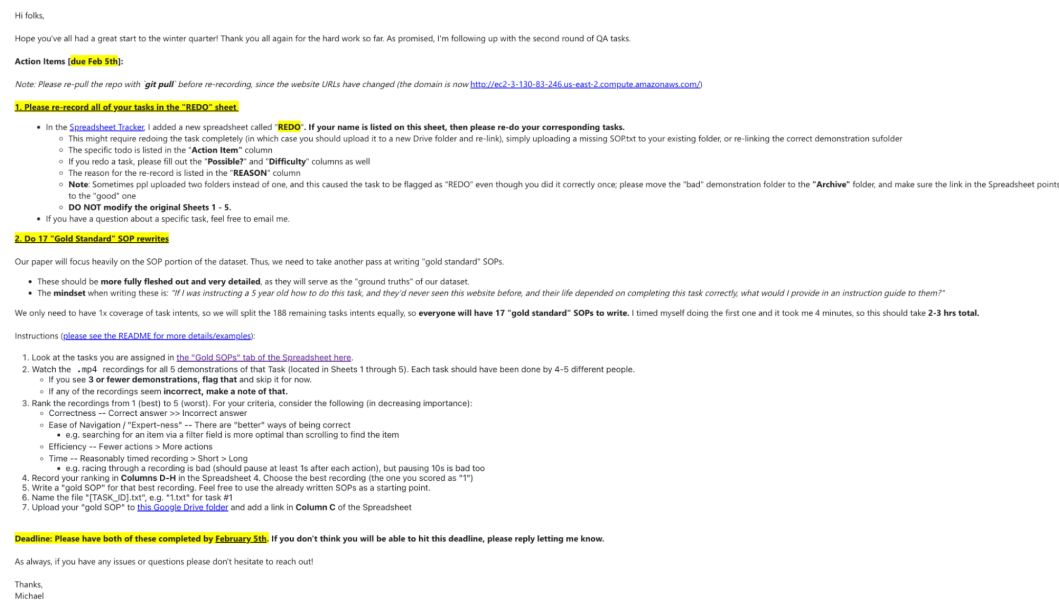 Hi folks,
Hope you've all had a great start to the winter quarter! Thank you all again for the hard work so far. As promised, I'm following up with the second round of QA tasks.
Action Items [due Feb 5th]:
Note: Please re-pull the repo with `git pull` before re-recording, since the website URLs have changed (the domain is now http://ec2-3-130-83-246.us-east-2.compute.amazonaws.com/)
1. Please re-record all of your tasks in the "REDO" sheet
• In the Spreadsheet Tracker, I added a new spreadsheet called "REDO". If your name is listed on this sheet, then please re-do your corresponding tasks.
○ This might require redoing the task completely (in which case you should upload it to a new Drive folder and re-link), simply uploading a missing SOP.txt to your existing folder, or re-linking the correct demonstration sufolder
○ The specific todo is listed in the "Action Item" column
○ If you redo a task, please fill out the "Possible?" and "Difficulty" columns as well
○ The reason for the re-record is listed in the "REASON" column
○ Note: Sometimes ppl uploaded two folders instead of one, and this caused the task to be flagged as "REDO" even though you did it correctly once; please move the "bad" demonstration folder to the "Archive" folder, and make sure the link in the Spreadsheet points
to the "good" one
○ DO NOT modify the original Sheets 1 - 5.
• If you have a question about a specific task, feel free to email me.
2. Do 17 "Gold Standard" SOP rewrites
Our paper will focus heavily on the SOP portion of the dataset. Thus, we need to take another pass at writing "gold standard" SOPs.
• These should be more fully fleshed out and very detailed, as they will serve as the "ground truths" of our dataset.
• The mindset when writing these is: "If I was instructing a 5 year old how to do this task, and they'd never seen this website before, and their life depended on completing this task correctly, what would I provide in an instruction guide to them?"
We only need to have 1x coverage of task intents, so we will split the 188 remaining tasks intents equally, so everyone will have 17 "gold standard" SOPs to write. I timed myself doing the first one and it took me 4 minutes, so this should take 2-3 hrs total.
Instructions (please see the README for more details/examples):
1. Look at the tasks you are assigned in the "Gold SOPs" tab of the Spreadsheet here.
2. Watch the .mp4 recordings for all 5 demonstrations of that Task (located in Sheets 1 through 5). Each task should have been done by 4-5 different people.
○ If you see 3 or fewer demonstrations, flag that and skip it for now.
○ If any of the recordings seem incorrect, make a note of that.
3. Rank the recordings from 1 (best) to 5 (worst). For your criteria, consider the following (in decreasing importance):
○ Correctness -- Correct answer >> Incorrect answer
○ Ease of Navigation / "Expert-ness" -- There are "better" ways of being correct
▪ e.g. searching for an item via a filter field is more optimal than scrolling to find the item
○ Efficiency -- Fewer actions > More actions
○ Time -- Reasonably timed recording > Short > Long
▪ e.g. racing through a recording is bad (should pause at least 1s after each action), but pausing 10s is bad too
4. Record your ranking in Columns D-H in the Spreadsheet 4. Choose the best recording (the one you scored as "1")
5. Write a "gold SOP" for that best recording. Feel free to use the already written SOPs as a starting point.
6. Name the file "[TASK_ID].txt", e.g. "1.txt" for task #1
7. Upload your "gold SOP" to this Google Drive folder and add a link in Column C of the Spreadsheet
Deadline: Please have both of these completed by February 5th. If you don't think you will be able to hit this deadline, please reply letting me know.
As always, if you have any issues or questions please don't hesitate to reach out!
Thanks,
Michael